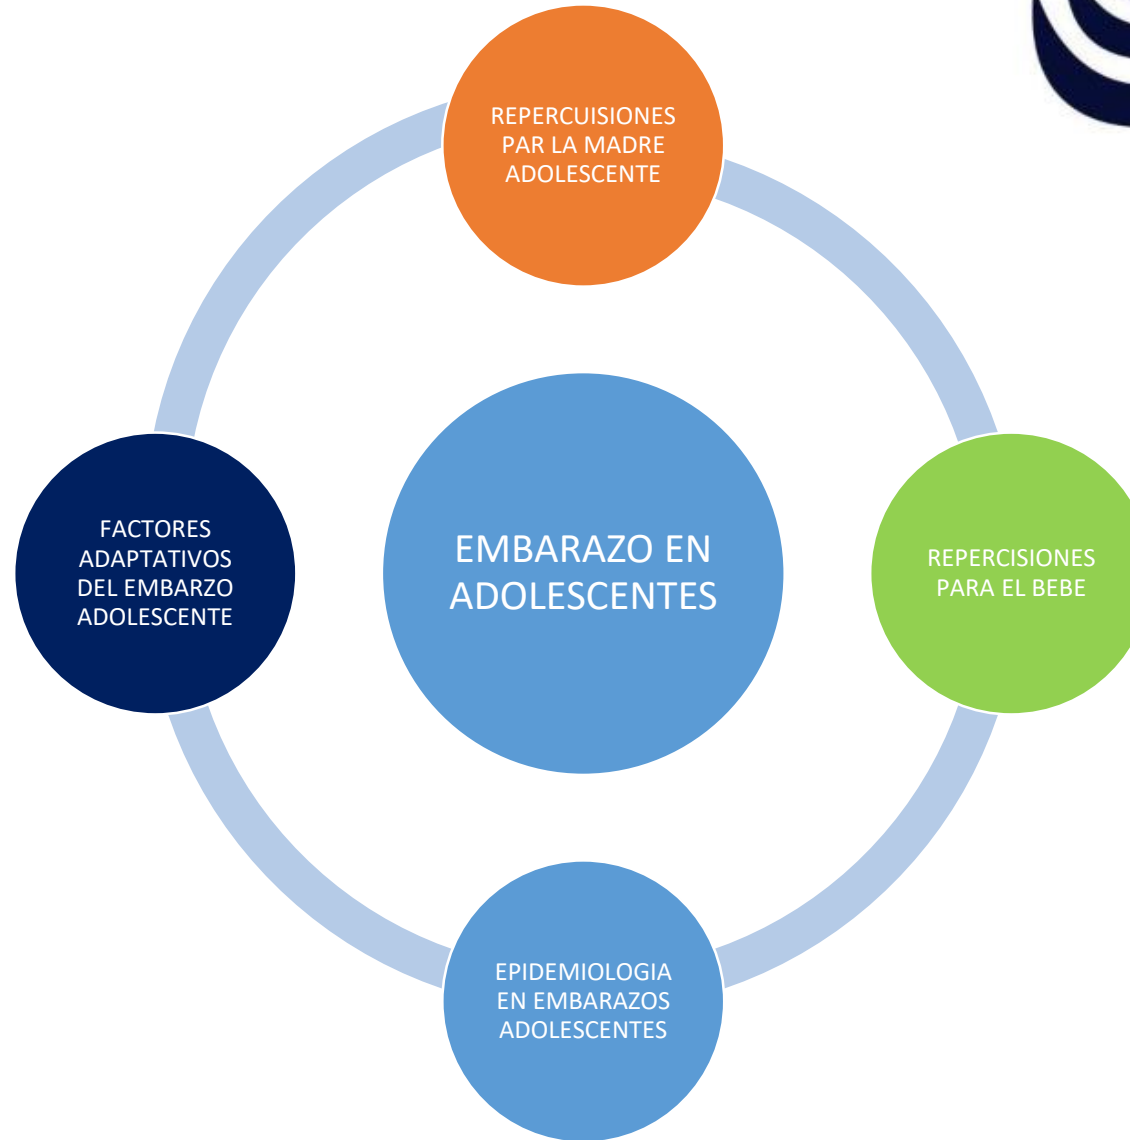 REPERCUISIONES
PAR LA MADRE
ADOLESCENTE
FACTORES
ADAPTATIVOS
DEL EMBARZO
ADOLESCENTE
EMBARAZO EN
ADOLESCENTES
REPERCISIONES
PARA EL BEBE
EPIDEMIOLOGIA
EN EMBARAZOS
ADOLESCENTES